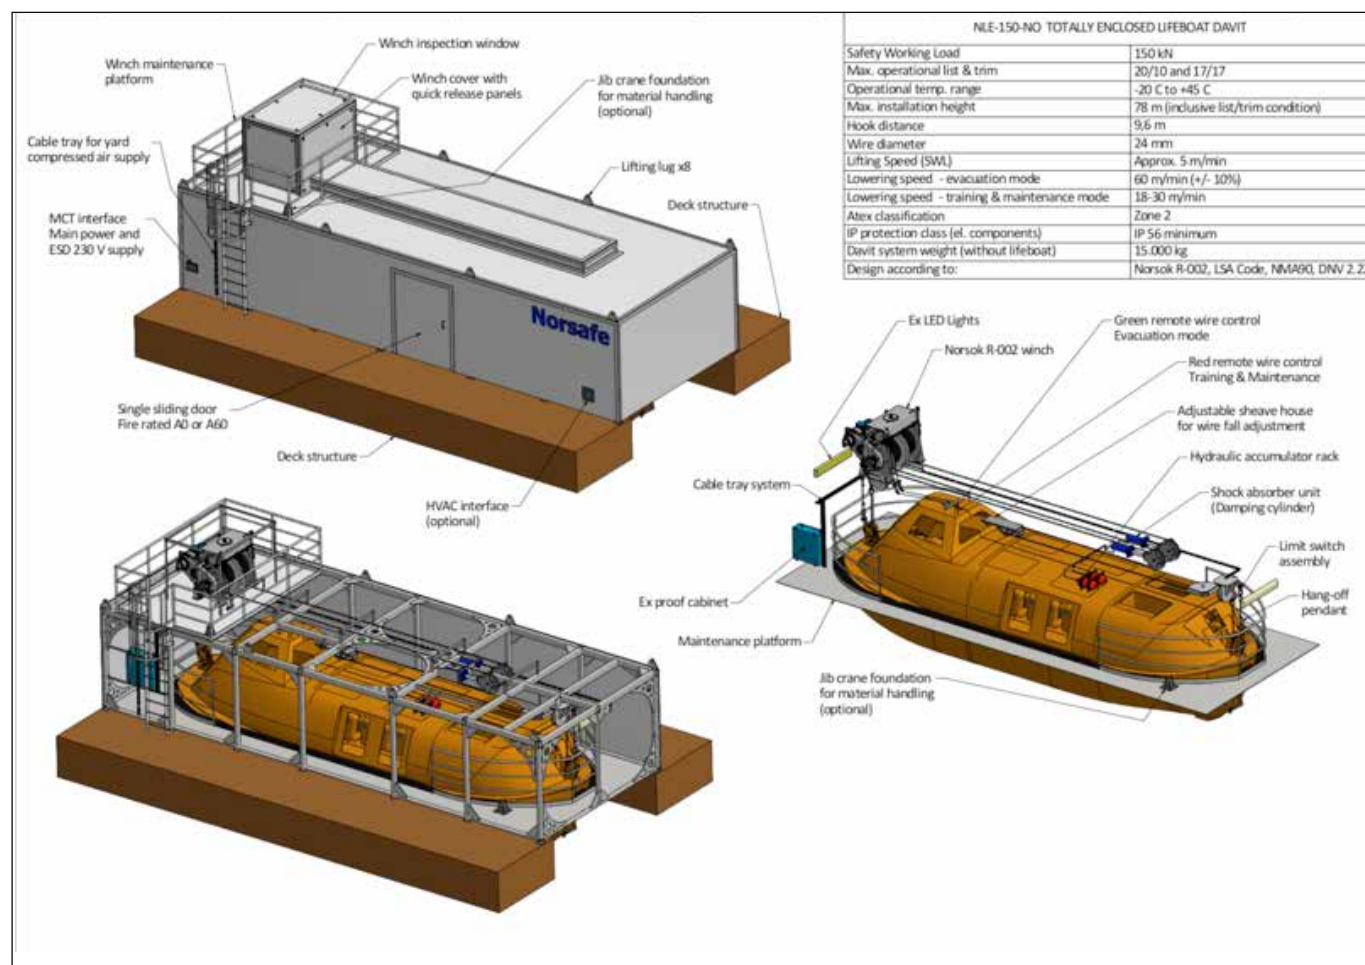 NLE-150-NO TOTALLY ENCLOSED LIFEBOAT DAVIT
Safety Working Load 150 kN
Max. operational list & trim 20/10 and 17/17
Operational temp. range -20 C to +45 C
Max. installation height 78 m (inclusive list/trim condition)
Hook distance 9,6 m
Wire diameter 24 mm
Lifting Speed (SWL) Approx. 5 m/min
Lowering speed - evacuation mode 60 m/min (+/- 10%)
Lowering speed - training & maintenance mode 18-30 m/min
Atex classification Zone 2
IP protection class (el. components) IP 56 minimum
Davit system weight (without lifeboat) 15.000 kg
Design according to: Norsok R-002, LSA Code, NMA90, DNV 2.2
Winch inspection window
Winch maintenance
platform
Winch cover with
quick release panels
Jib crane foundation
for material handling
(optional)
Cable tray for yard
compressed air supply
Lifting lug x8
Deck structure
MCT interface
Main power and
ESD 230 V supply
Norsafe
Single sliding door
Fire rated A0 or A60
Deck structure
HVAC interface
(optional)
Ex LED Lights
Green remote wire control
Evacuation mode
Norsok R-002 winch
Red remote wire control
Training & Maintenance
Adjustable sheave house
for wire fall adjustment
Hydraulic accumulator rack
Cable tray system
Shock absorber unit
(Damping cylinder)
Limit switch
assembly
Hang-off
pendant
Ex proof cabinet
Maintenance platform
Jib crane foundation
for material handling
(optional)